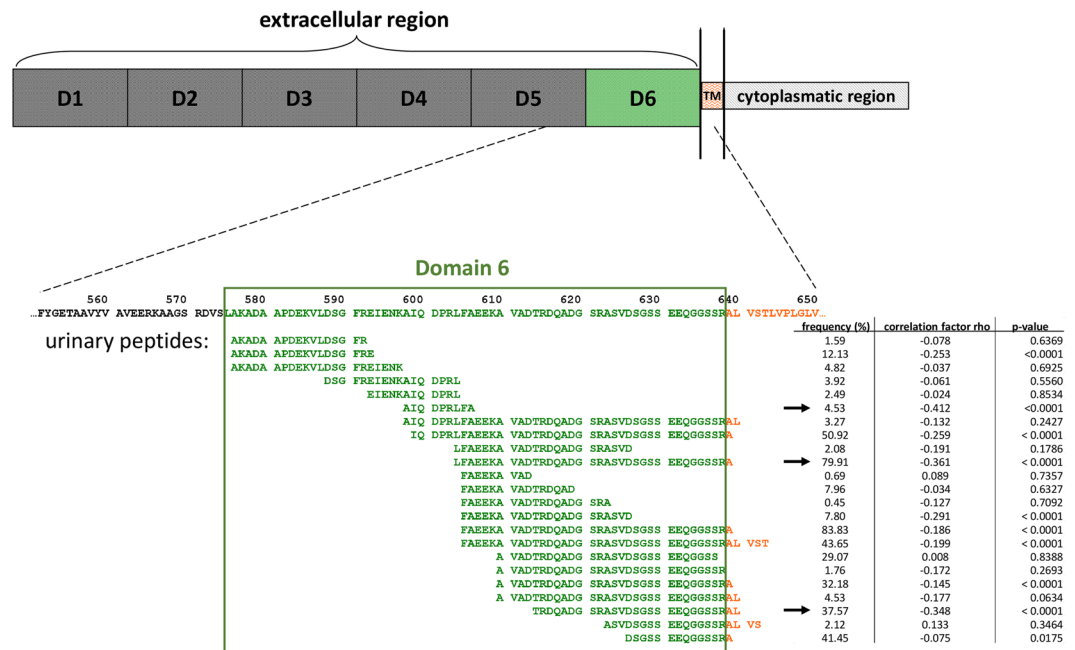 extracellular region
D1 D2 D3 D4 D5 D6 TM cytoplasmatic region
Domain 6
560 570 580 590 600 610 620 630 640 650
…FYGETAAVYV AVEERKAAGS RDVSLAKADA APDEKVLDSG FREIENKAIQ DPRLFAEEKA VADTRDQADG SRASVDSGSS EEQGGSSRAL VSTLVPLGLV…
frequency (%) correlation factor rho p-value
urinary peptides:
AKADA APDEKVLDSG FR 1.59 -0.078 0.6369
AKADA APDEKVLDSG FRE 12.13 -0.253 <0.0001
AKADA APDEKVLDSG FREIENK 4.82 -0.037 0.6925
DSG FREIENKAIQ DPRL 3.92 -0.061 0.5560
EIENKAIQ DPRL 2.49 -0.024 0.8534
AIQ DPRLFA 4.53 -0.412 <0.0001
AIQ DPRLFAEEKA VADTRDQADG SRASVDSGSS EEQGGSSRAL 3.27 -0.132 0.2427
IQ DPRLFAEEKA VADTRDQADG SRASVDSGSS EEQGGSSRA 50.92 -0.259 < 0.0001
LFAEEKA VADTRDQADG SRASVD 2.08 -0.191 0.1786
LFAEEKA VADTRDQADG SRASVDSGSS EEQGGSSRA 79.91 -0.361 < 0.0001
FAEEKA VAD 0.69 0.089 0.7357
FAEEKA VADTRDQAD 7.96 -0.034 0.6327
FAEEKA VADTRDQADG SRA 0.45 -0.127 0.7092
FAEEKA VADTRDQADG SRASVD 7.80 -0.291 < 0.0001
FAEEKA VADTRDQADG SRASVDSGSS EEQGGSSRA 83.83 -0.186 < 0.0001
FAEEKA VADTRDQADG SRASVDSGSS EEQGGSSRAL VST 43.65 -0.199 < 0.0001
A VADTRDQADG SRASVDSGSS EEQGGSS 29.07 0.008 0.8388
A VADTRDQADG SRASVDSGSS EEQGGSSR 1.76 -0.172 0.2693
A VADTRDQADG SRASVDSGSS EEQGGSSRA 32.18 -0.145 < 0.0001
A VADTRDQADG SRASVDSGSS EEQGGSSRAL 4.53 -0.177 0.0634
TRDQADG SRASVDSGSS EEQGGSSRAL 37.57 -0.348 < 0.0001
ASVDSGSS EEQGGSSRAL VS 2.12 0.133 0.3464
DSGSS EEQGGSSRA 41.45 -0.075 0.0175